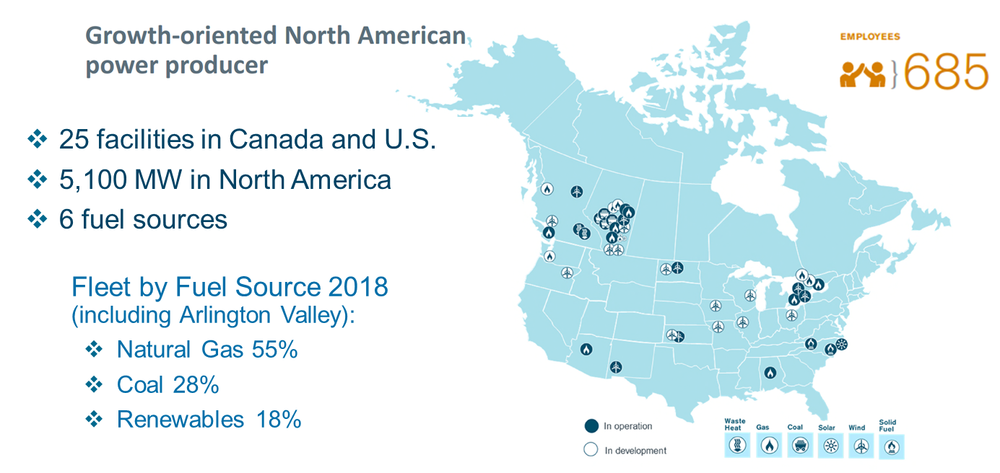 Growth-oriented North American
power producer
EMPLOYEES
685
25 facilities in Canada and U.S.
5,100 MW in North America
6 fuel sources
Fleet by Fuel Source 2018
(including Arlington Valley):
Natural Gas 55%
Coal 28%
Renewables 18%
In operation
In development
Waste
Heat
Gas
Coal
Solar
Wind
Solid
Fuel